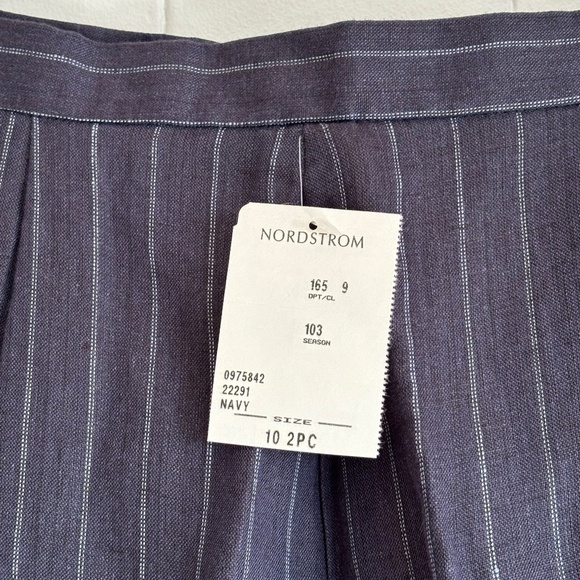 NORDSTROM
165 9
DPT/CL
103
SEASON
0975842
22291
NAVY
SIZE
10 2PC